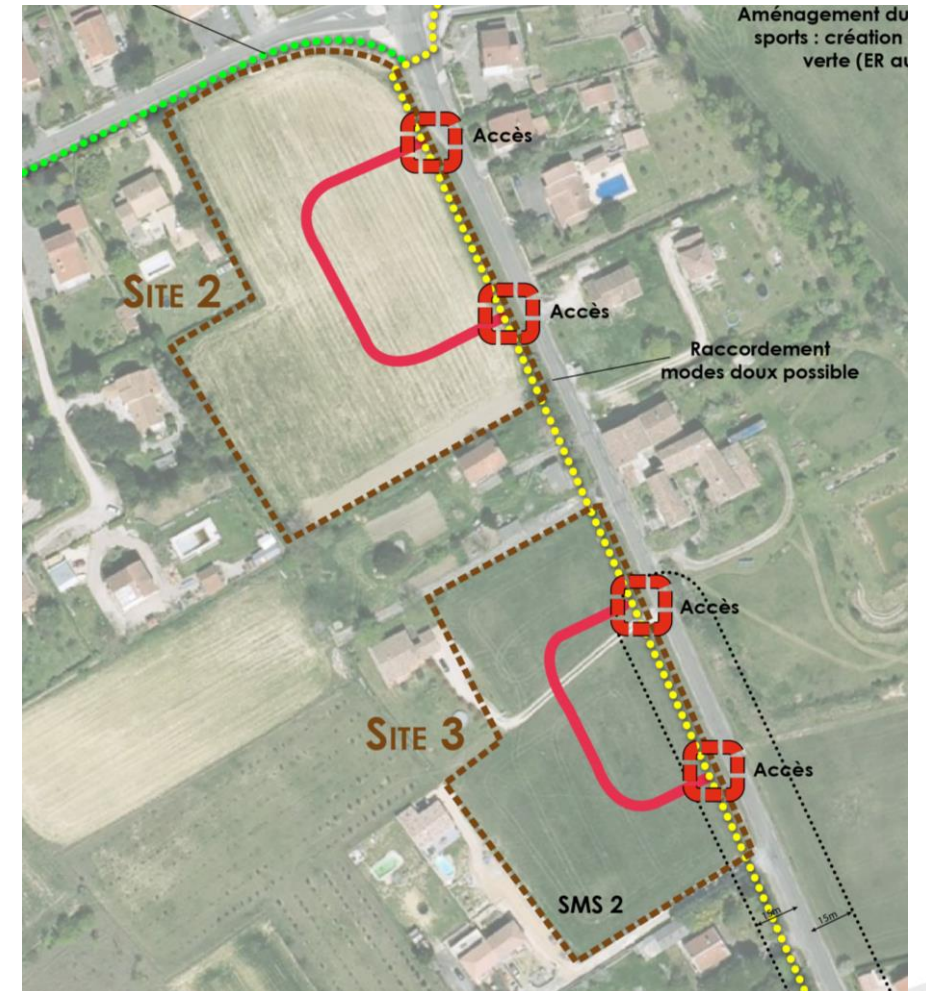 Aménagement du
sports : création
verte (ER au
Accès
SITE 2
Accès
Raccordement
modes doux possible
Accès
SITE 3
Accès
SMS 2
15m